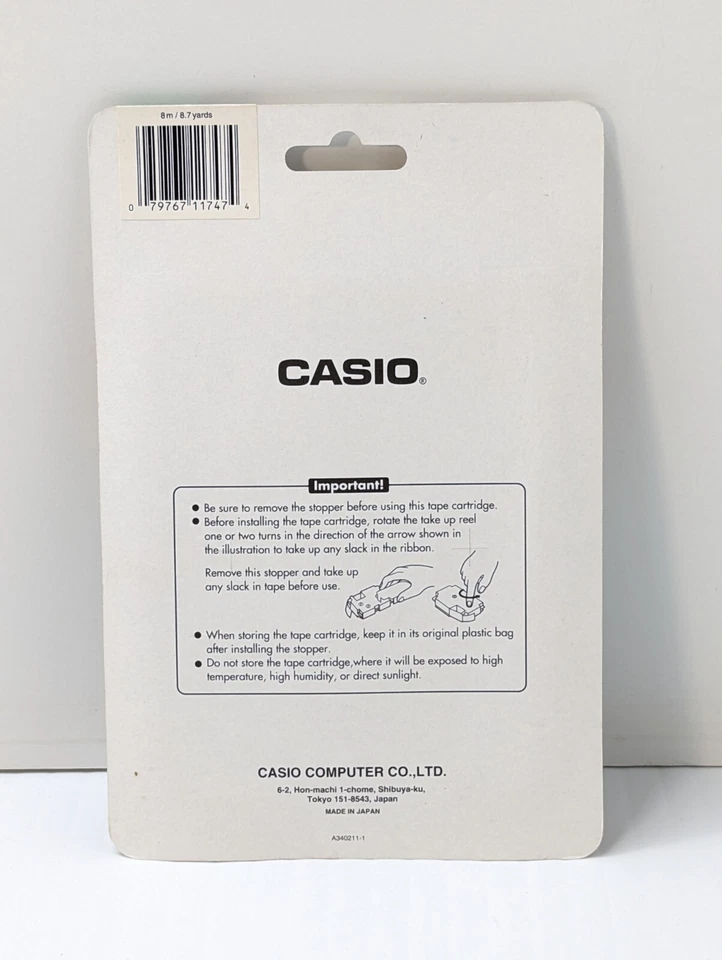 8m / 8.7 yards
0 79767 11747 4
CASIO®
Important!
● Be sure to remove the stopper before using this tape cartridge.
● Before installing the tape cartridge, rotate the take up reel
one or two turns in the direction of the arrow shown in
the illustration to take up any slack in the ribbon.
Remove this stopper and take up
any slack in tape before use.
● When storing the tape cartridge, keep it in its original plastic bag
after installing the stopper.
● Do not store the tape cartridge,where it will be exposed to high
temperature, high humidity, or direct sunlight.
CASIO COMPUTER CO.,LTD.
6-2, Hon-machi 1-chome, Shibuya-ku,
Tokyo 151-8543, Japan
MADE IN JAPAN
A340211-1